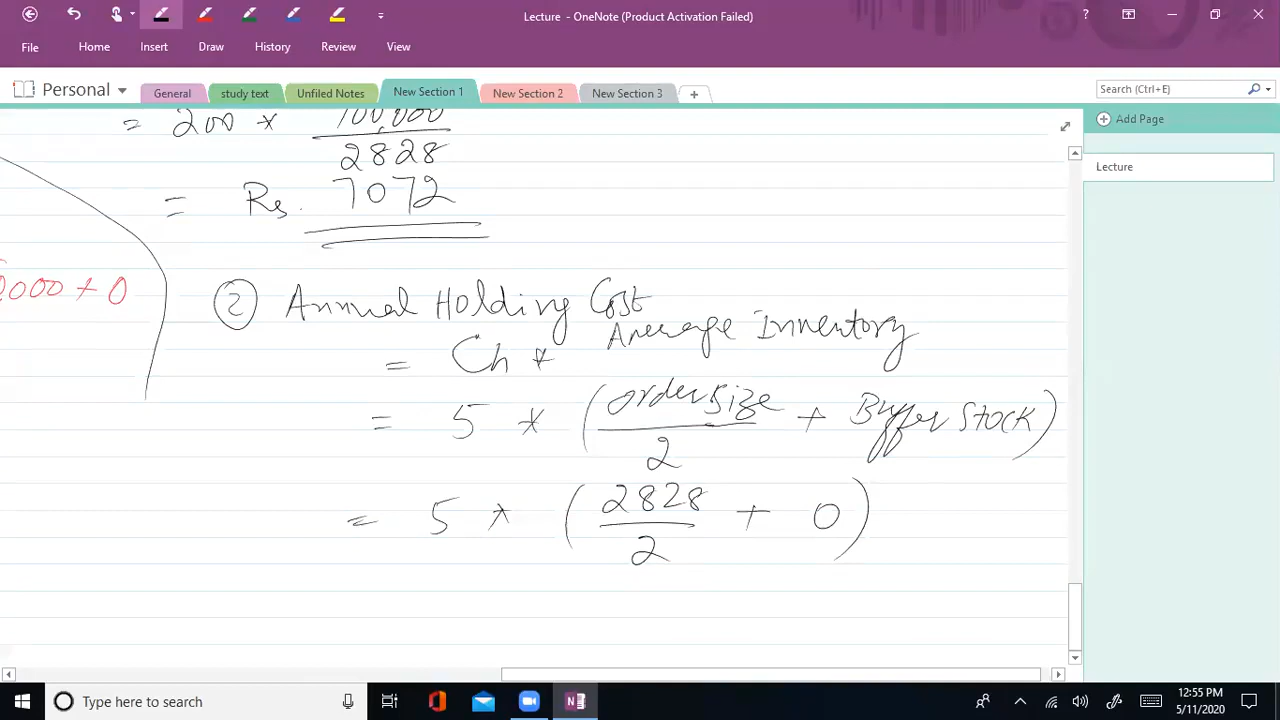 Lecture - OneNote (Product Activation Failed)
File Home Insert Draw History Review View
Personal General study text Unfiled Notes New Section 1 New Section 2 New Section 3 Search (Ctrl+E)
Add Page
Lecture
= 200 * 100,000
2828
= Rs. 7072
000 + 0
2 Annual Holding Cost
= Ch * Average Inventory
= 5 * (order size + Buffer Stock)
2
= 5 * (2828 + 0)
2
Type here to search
12:55 PM
5/11/2020